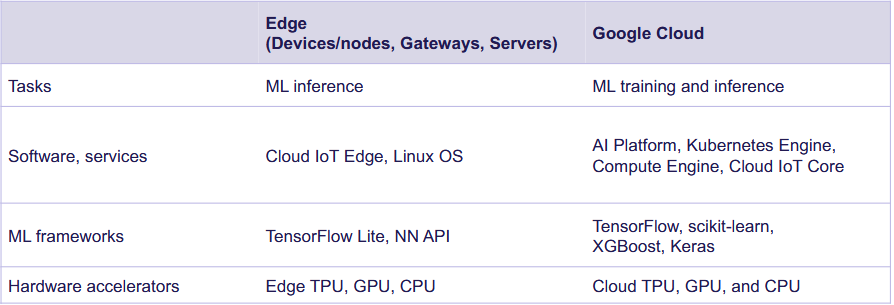 Edge
(Devices/nodes, Gateways, Servers)
Google Cloud
Tasks
ML inference
ML training and inference
Software, services
Cloud IoT Edge, Linux OS
AI Platform, Kubernetes Engine,
Compute Engine, Cloud IoT Core
ML frameworks
TensorFlow Lite, NN API
TensorFlow, scikit-learn,
XGBoost, Keras
Hardware accelerators
Edge TPU, GPU, CPU
Cloud TPU, GPU, and CPU